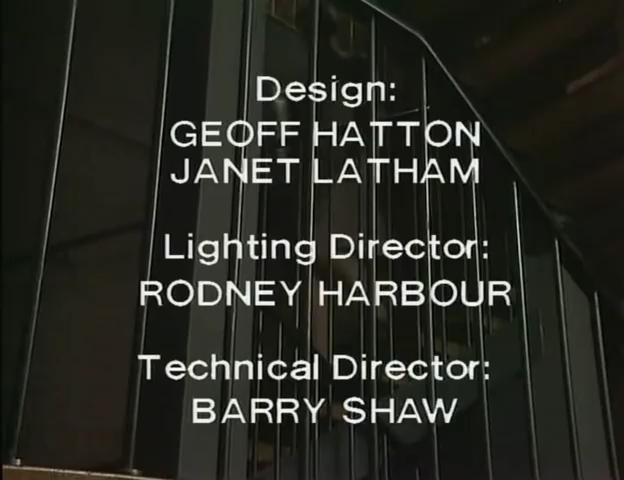 Design:
GEOFF HATTON
JANET LATHAM
Lighting Director:
RODNEY HARBOUR
Technical Director:
BARRY SHAW